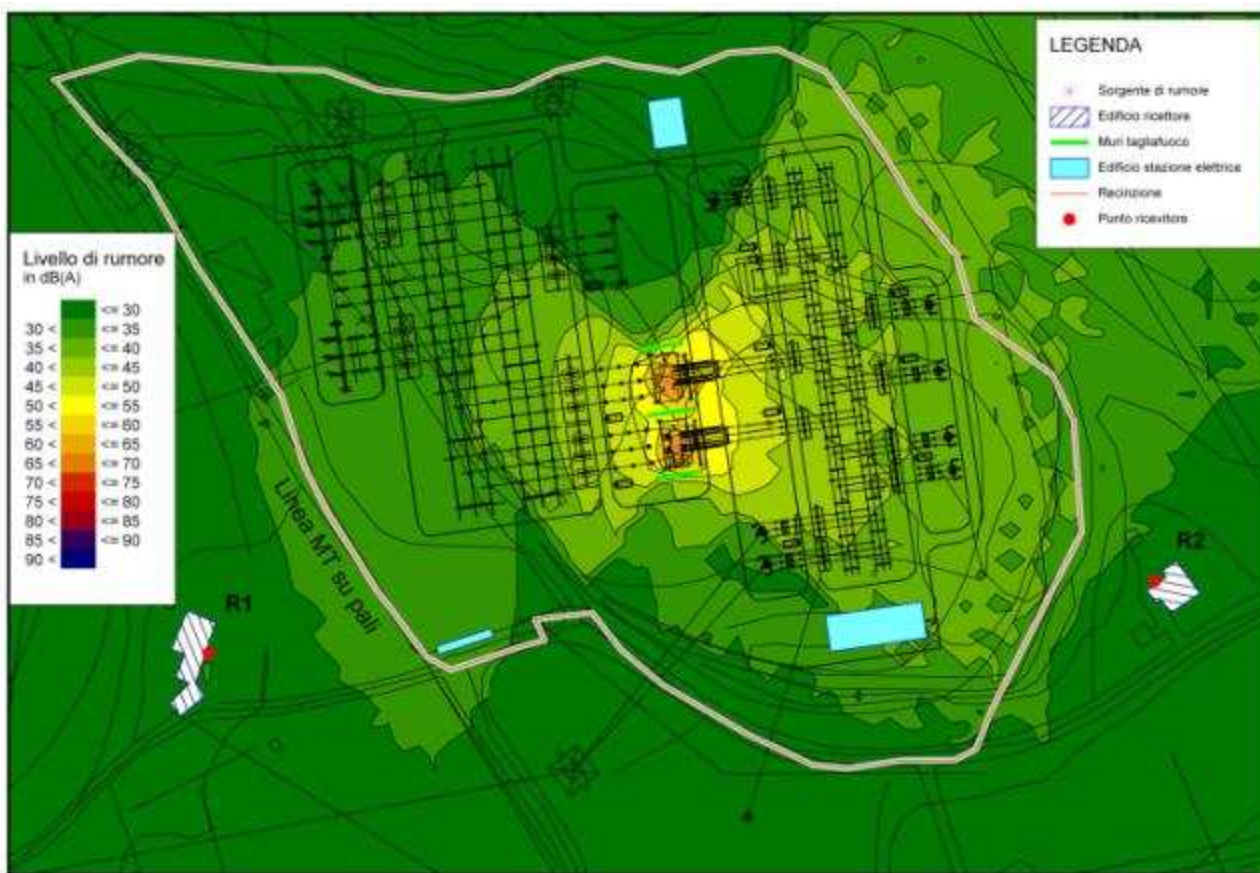 LEGENDA
Sorgente di rumore
Edificio ricettore
Muri tagliafuoco
Edificio stazione elettrica
Recinzione
Punto ricevitore
Livello di rumore
in dB(A)
<= 30
30 < <= 35
35 < <= 40
40 < <= 45
45 < <= 50
50 < <= 55
55 < <= 60
60 < <= 65
65 < <= 70
70 < <= 75
75 < <= 80
80 < <= 85
85 < <= 90
90 <
Linea MT su pali
R1
R2